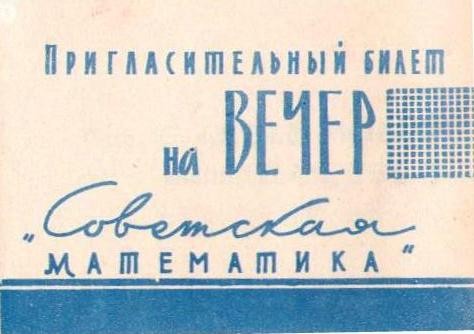 Пригласительный билет
на ВЕЧЕР
„Советская
математика"